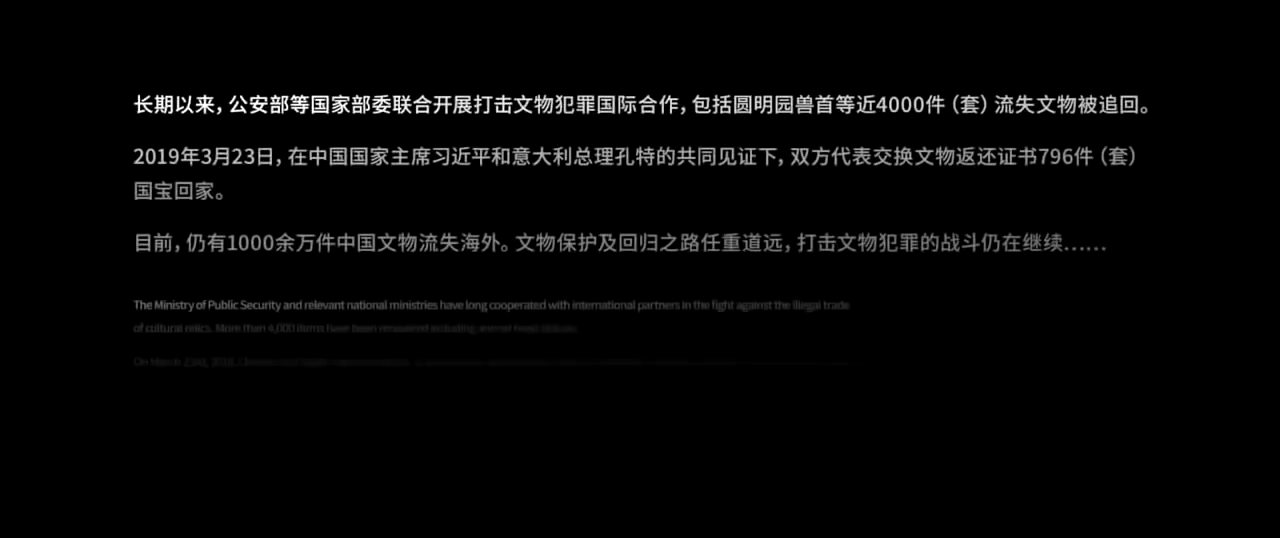 长期以来，公安部等国家部委联合开展打击文物犯罪国际合作，包括圆明园兽首等近4000件（套）流失文物被追回。
2019年3月23日，在中国国家主席习近平和意大利总理孔特的共同见证下，双方代表交换文物返还证书796件（套）
国宝回家。
目前，仍有1000余万件中国文物流失海外。文物保护及回归之路任重道远，打击文物犯罪的战斗仍在继续……
The Ministry of Public Security and relevant national ministries have long cooperated with international partners in the fight against the illegal trade
of cultural relics. More than 4,000 items have been recovered including animal head